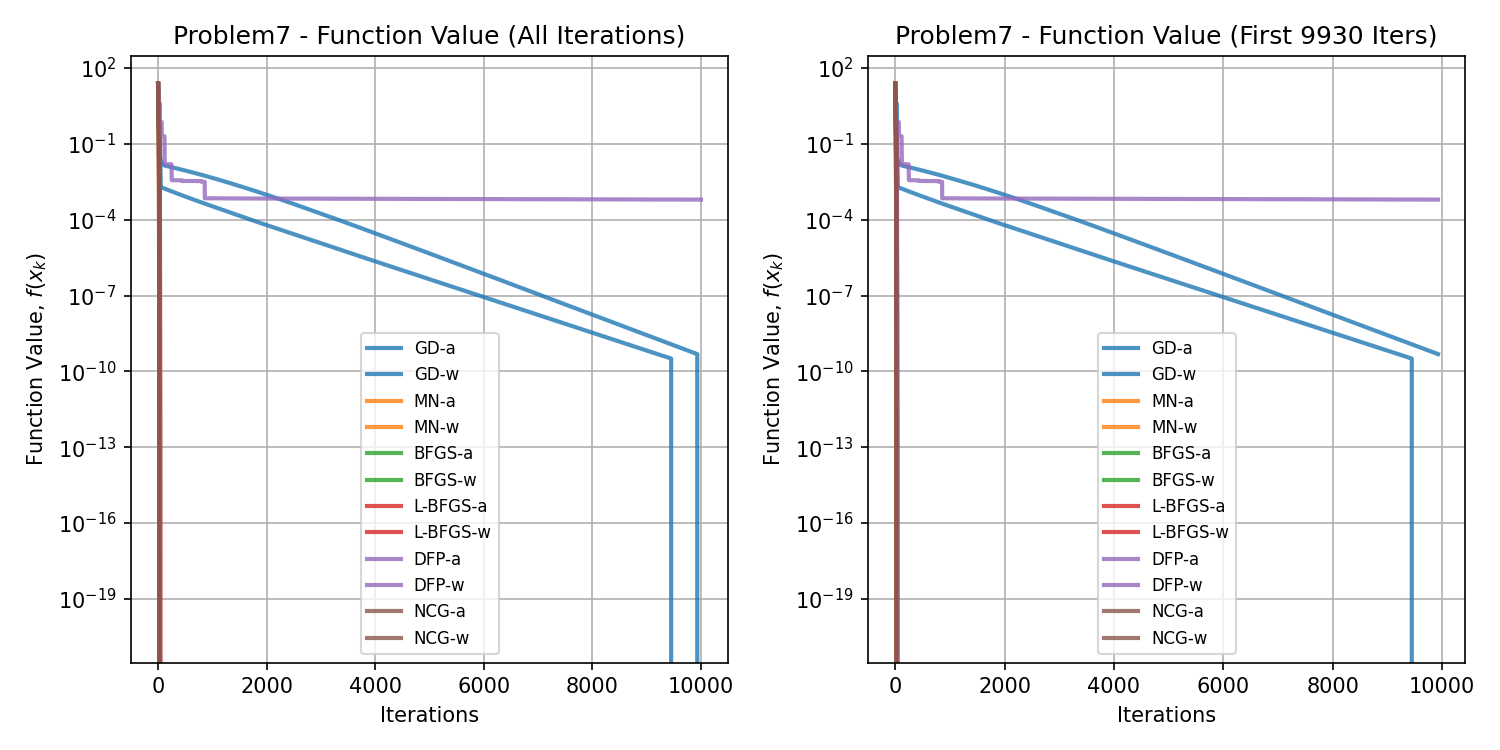 Problem7 - Function Value (All Iterations)
Function Value, f(x_k)
10^2
10^-1
10^-4
10^-7
10^-10
10^-13
10^-16
10^-19
GD-a
GD-w
MN-a
MN-w
BFGS-a
BFGS-w
L-BFGS-a
L-BFGS-w
DFP-a
DFP-w
NCG-a
NCG-w
0 2000 4000 6000 8000 10000
Iterations
Problem7 - Function Value (First 9930 Iters)
Function Value, f(x_k)
10^2
10^-1
10^-4
10^-7
10^-10
10^-13
10^-16
10^-19
GD-a
GD-w
MN-a
MN-w
BFGS-a
BFGS-w
L-BFGS-a
L-BFGS-w
DFP-a
DFP-w
NCG-a
NCG-w
0 2000 4000 6000 8000 10000
Iterations